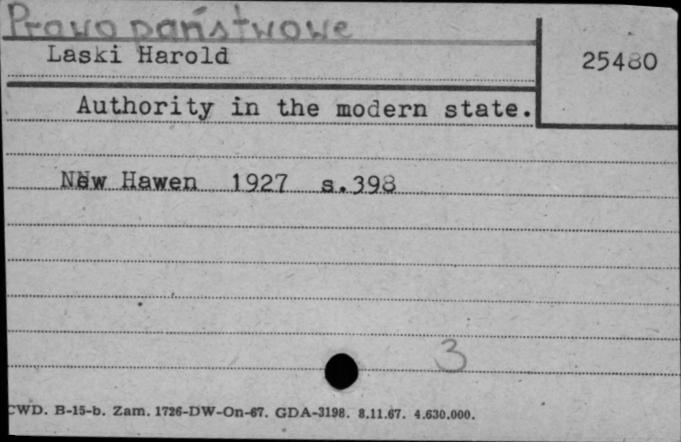 Prawo państwowe
Laski Harold
25480
Authority in the modern state.
New Hawen 1927 s.398
3
CWD. B-15-b. Zam. 1726-DW-On-67. GDA-3198. 8.11.67. 4.630.000.